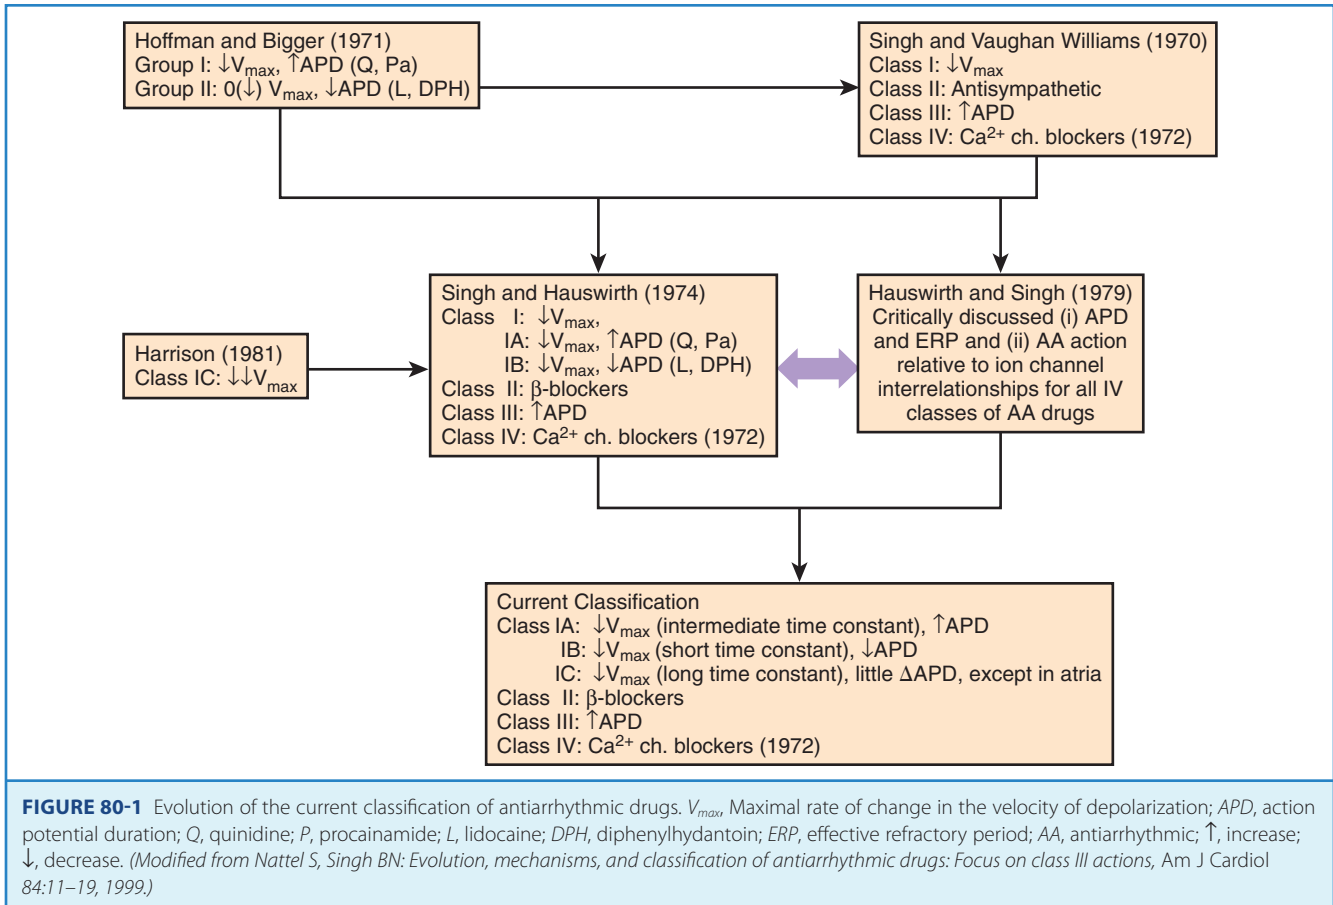 Hoffman and Bigger (1971)
Group I: ↓Vmax, ↑APD (Q, Pa)
Group II: 0(↓) Vmax, ↓APD (L, DPH)
Singh and Vaughan Williams (1970)
Class I: ↓Vmax
Class II: Antisympathetic
Class III: ↑APD
Class IV: Ca2+ ch. blockers (1972)
Harrison (1981)
Class IC: ↓↓Vmax
Singh and Hauswirth (1974)
Class I: ↓Vmax,
IA: ↓Vmax, ↑APD (Q, Pa)
IB: ↓Vmax, ↓APD (L, DPH)
Class II: β-blockers
Class III: ↑APD
Class IV: Ca2+ ch. blockers (1972)
Hauswirth and Singh (1979)
Critically discussed (i) APD
and ERP and (ii) AA action
relative to ion channel
interrelationships for all IV
classes of AA drugs
Current Classification
Class IA: ↓Vmax (intermediate time constant), ↑APD
IB: ↓Vmax (short time constant), ↓APD
IC: ↓Vmax (long time constant), little ΔAPD, except in atria
Class II: β-blockers
Class III: ↑APD
Class IV: Ca2+ ch. blockers (1972)
FIGURE 80-1 Evolution of the current classification of antiarrhythmic drugs. Vmax, Maximal rate of change in the velocity of depolarization; APD, action
potential duration; Q, quinidine; P, procainamide; L, lidocaine; DPH, diphenylhydantoin; ERP, effective refractory period; AA, antiarrhythmic; ↑, increase;
↓, decrease. (Modified from Nattel S, Singh BN: Evolution, mechanisms, and classification of antiarrhythmic drugs: Focus on class III actions, Am J Cardiol
84:11–19, 1999.)